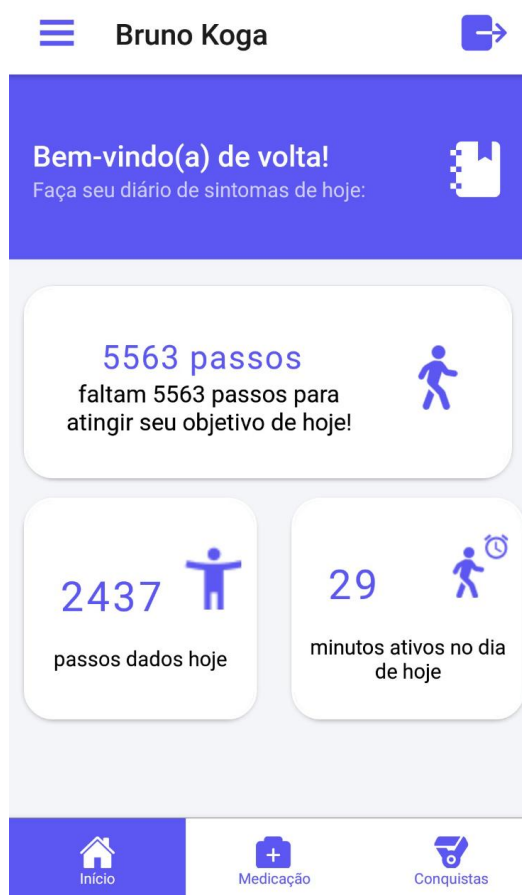 Bruno Koga
Bem-vindo(a) de volta!
Faça seu diário de sintomas de hoje:
5563 passos
faltam 5563 passos para
atingir seu objetivo de hoje!
2437
passos dados hoje
29
minutos ativos no dia
de hoje
Início
Medicação
Conquistas